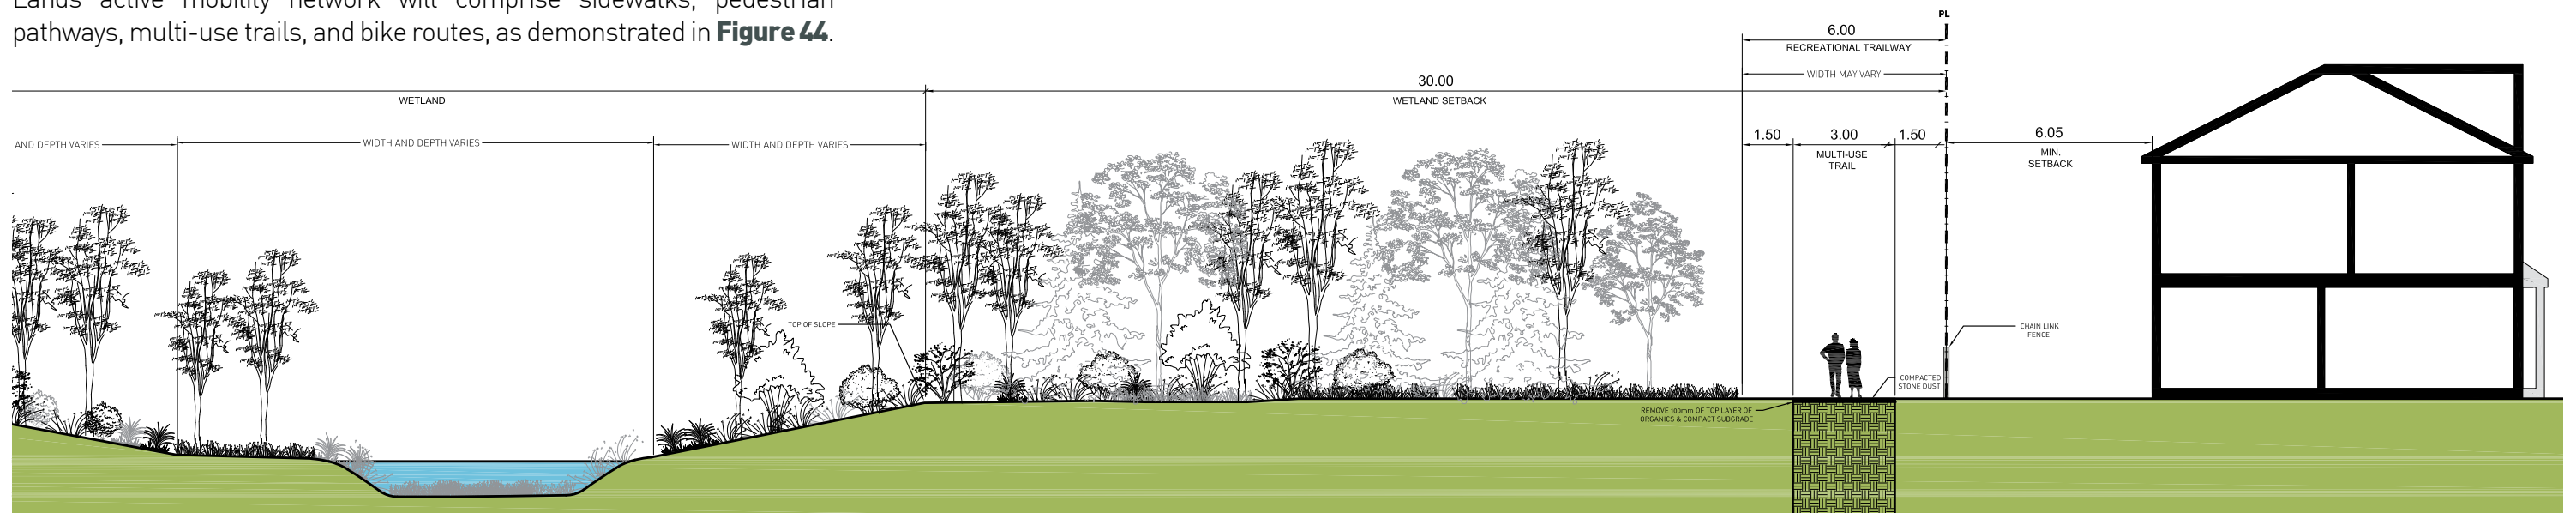 Lands active mobility network will comprise sidewalks, pedestrian
pathways, multi-use trails, and bike routes, as demonstrated in Figure 44.
PL
6.00
RECREATIONAL TRAILWAY
WIDTH MAY VARY
30.00
WETLAND
WETLAND SETBACK
AND DEPTH VARIES
WIDTH AND DEPTH VARIES
WIDTH AND DEPTH VARIES
1.50
3.00
1.50
6.05
MULTI-USE
TRAIL
MIN.
SETBACK
TOP OF SLOPE
CHAIN LINK
FENCE
COMPACTED
STONE DUST
REMOVE 100mm OF TOP LAYER OF
ORGANICS & COMPACT SUBGRADE